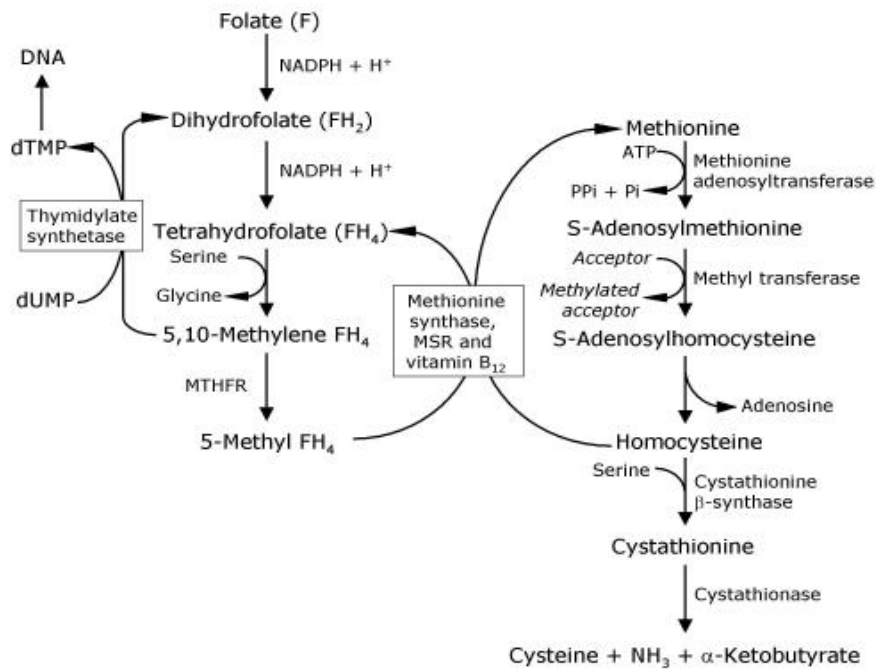 Folate (F)
NADPH + H⁺
DNA
Dihydrofolate (FH₂)
dTMP
NADPH + H⁺
Thymidylate
synthetase
Tetrahydrofolate (FH₄)
Serine
Glycine
dUMP
5,10-Methylene FH₄
MTHFR
5-Methyl FH₄
Methionine
synthase,
MSR and
vitamin B₁₂
Methionine
ATP
Methionine
adenosyltransferase
PPi + Pi
S-Adenosylmethionine
Acceptor
Methyl transferase
Methylated
acceptor
S-Adenosylhomocysteine
Adenosine
Homocysteine
Serine
Cystathionine
β-synthase
Cystathionine
Cystathionase
Cysteine + NH₃ + α-Ketobutyrate